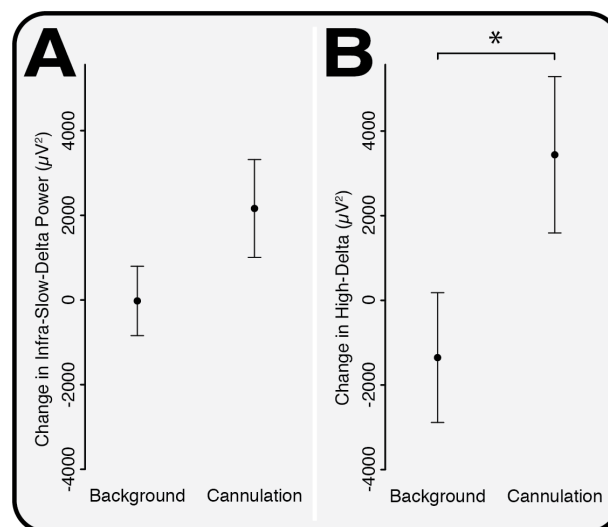 A
Change in Infra-Slow-Delta Power (µV²)
4000
2000
0
-2000
-4000
Background
Cannulation
B
*
Change in High-Delta (µV²)
4000
2000
0
-2000
-4000
Background
Cannulation